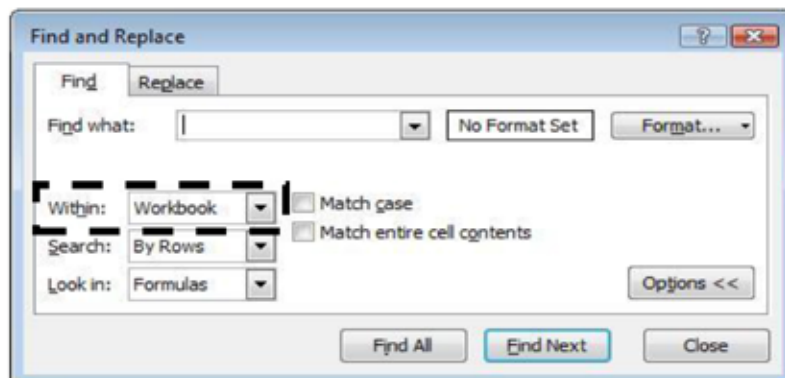 Find and Replace
Find Replace
Find what: No Format Set Format...
Within: Workbook Match case
Match entire cell contents
Search: By Rows
Look in: Formulas Options <<
Find All Find Next Close